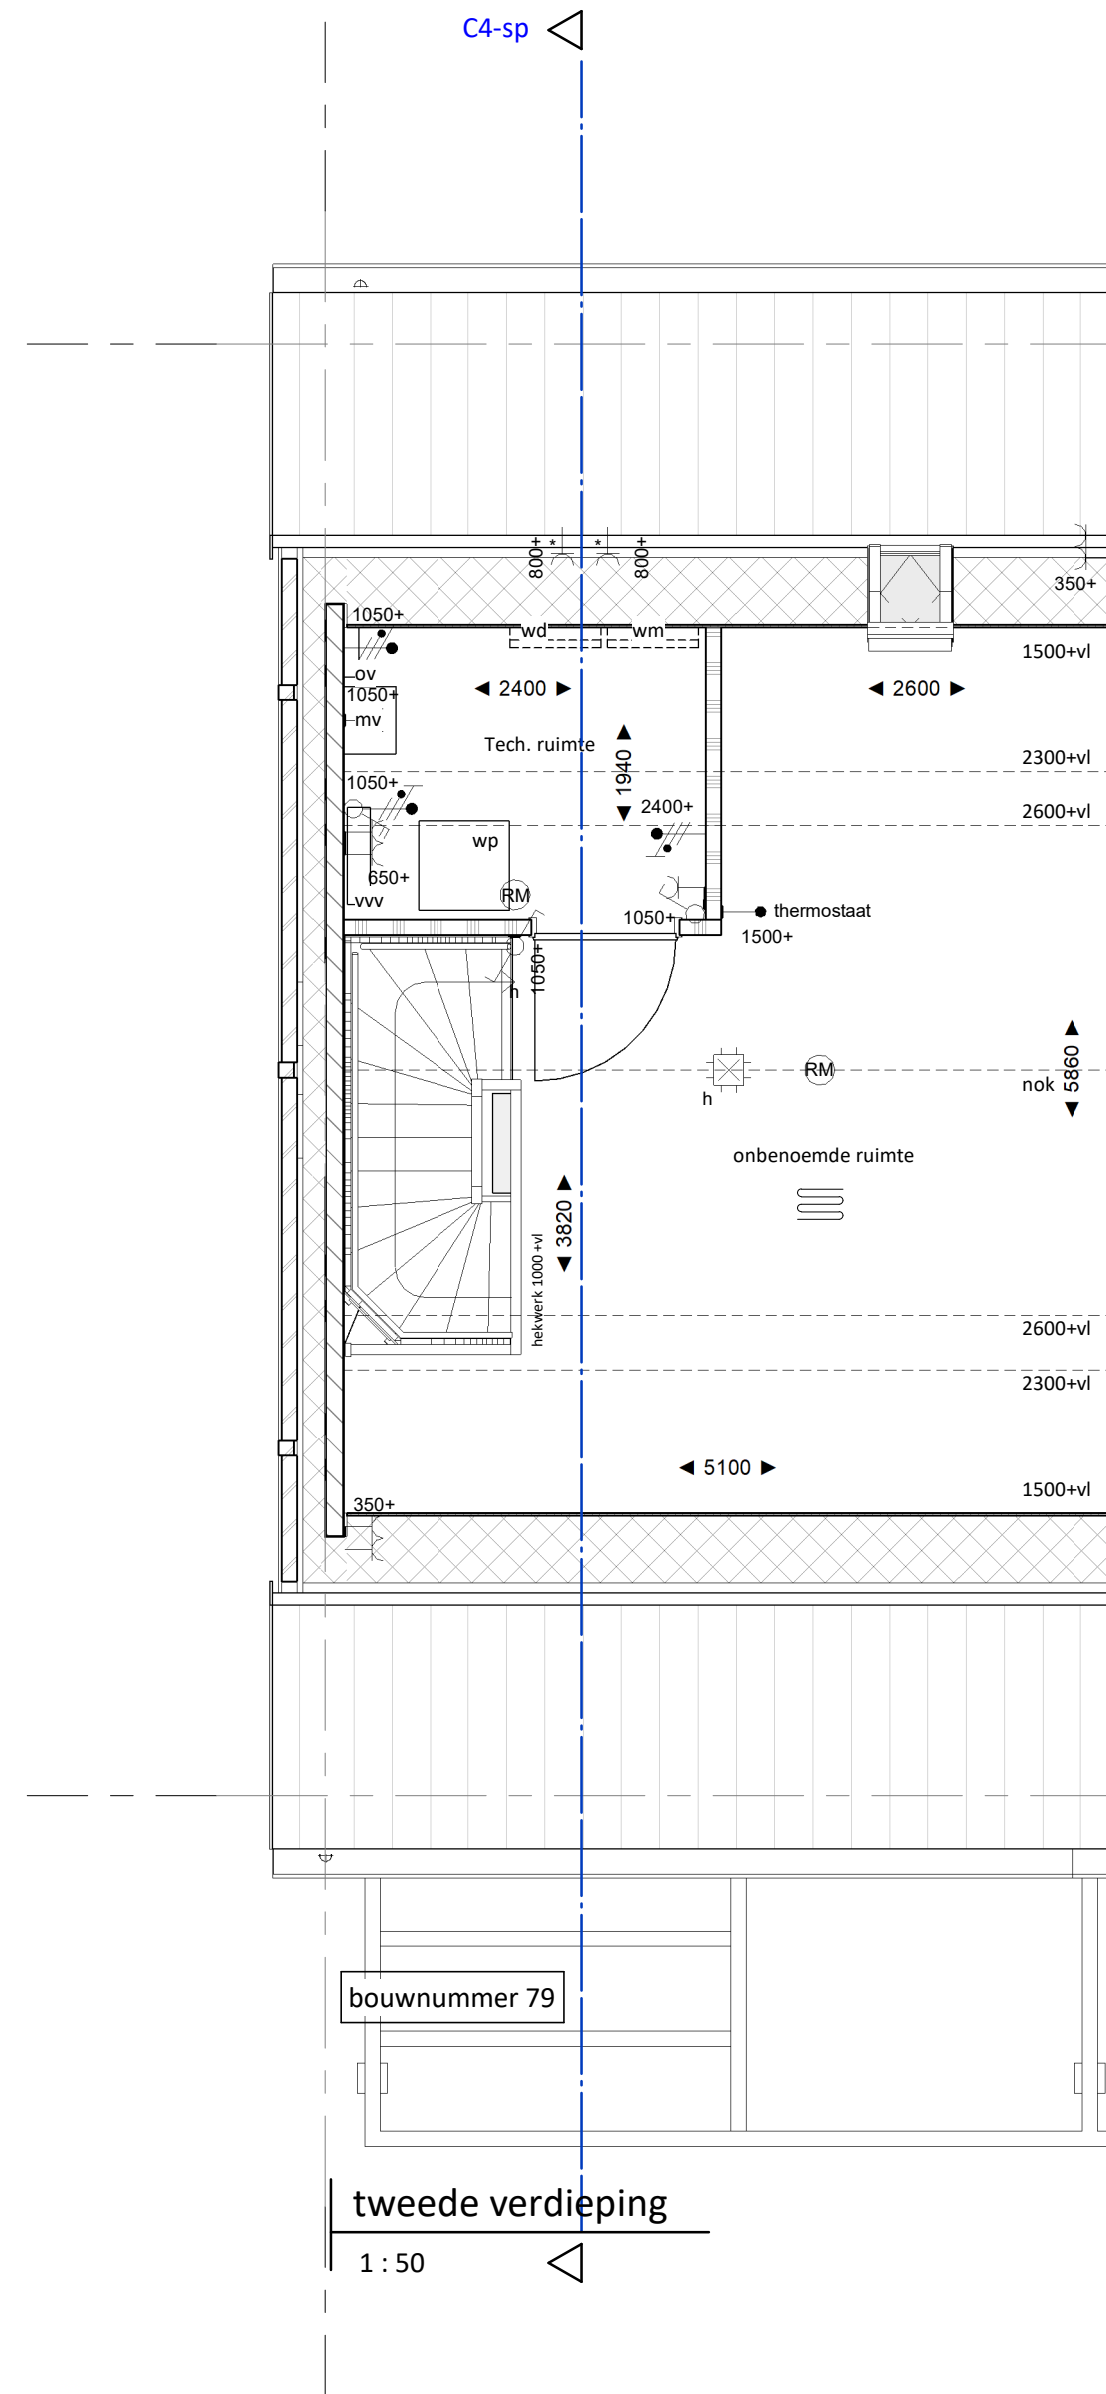 C4-sp
800+
*
*
800+
350+
1050+
wd
wm
1500+vl
ov
1050+
2400
2600
mv
Tech. ruimte
1940
2300+vl
1050+
2400+
2600+vl
wp
650+
RM
vvv
1050+
thermostaat
1500+
1050+
h
RM
h
nok
5860
onbenoemde ruimte
3820
hekwerk 1000 +vl
2600+vl
2300+vl
5100
1500+vl
350+
bouwnummer 79
tweede verdieping
1 : 50